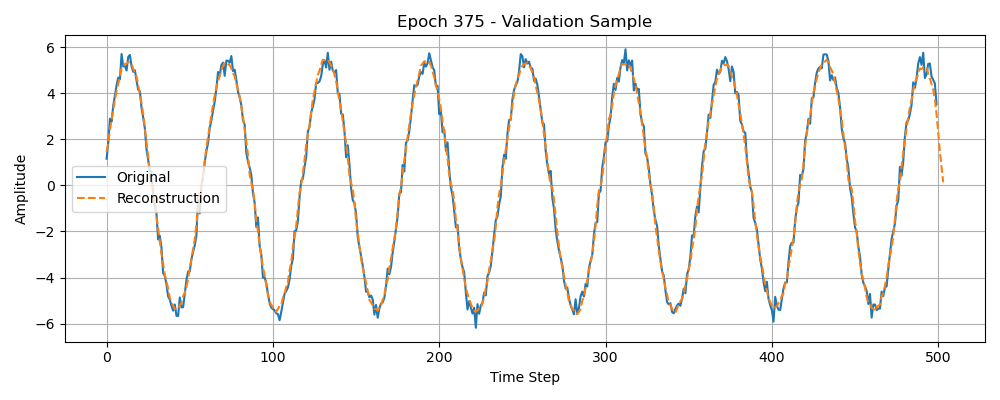 Epoch 375 - Validation Sample
6
4
2
0
−2
−4
−6
Amplitude
Original
Reconstruction
0 100 200 300 400 500
Time Step